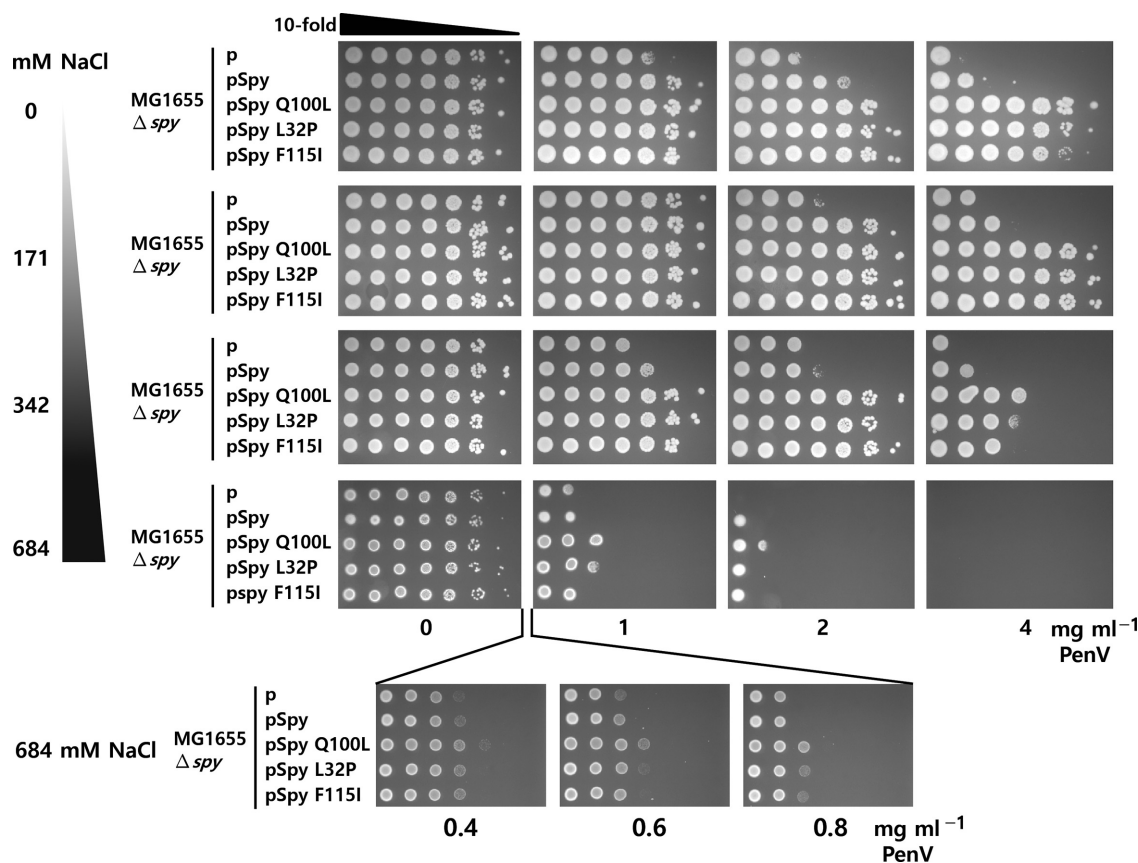 10-fold
mM NaCl
0
MG1655
Δ spy
p
pSpy
pSpy Q100L
pSpy L32P
pSpy F115I
171
MG1655
Δ spy
p
pSpy
pSpy Q100L
pSpy L32P
pSpy F115I
342
MG1655
Δ spy
p
pSpy
pSpy Q100L
pSpy L32P
pSpy F115I
684
MG1655
Δ spy
p
pSpy
pSpy Q100L
pSpy L32P
pspy F115I
0 1 2 4 mg ml⁻¹
PenV
684 mM NaCl
MG1655
Δ spy
p
pSpy
pSpy Q100L
pSpy L32P
pSpy F115I
0.4 0.6 0.8 mg ml⁻¹
PenV